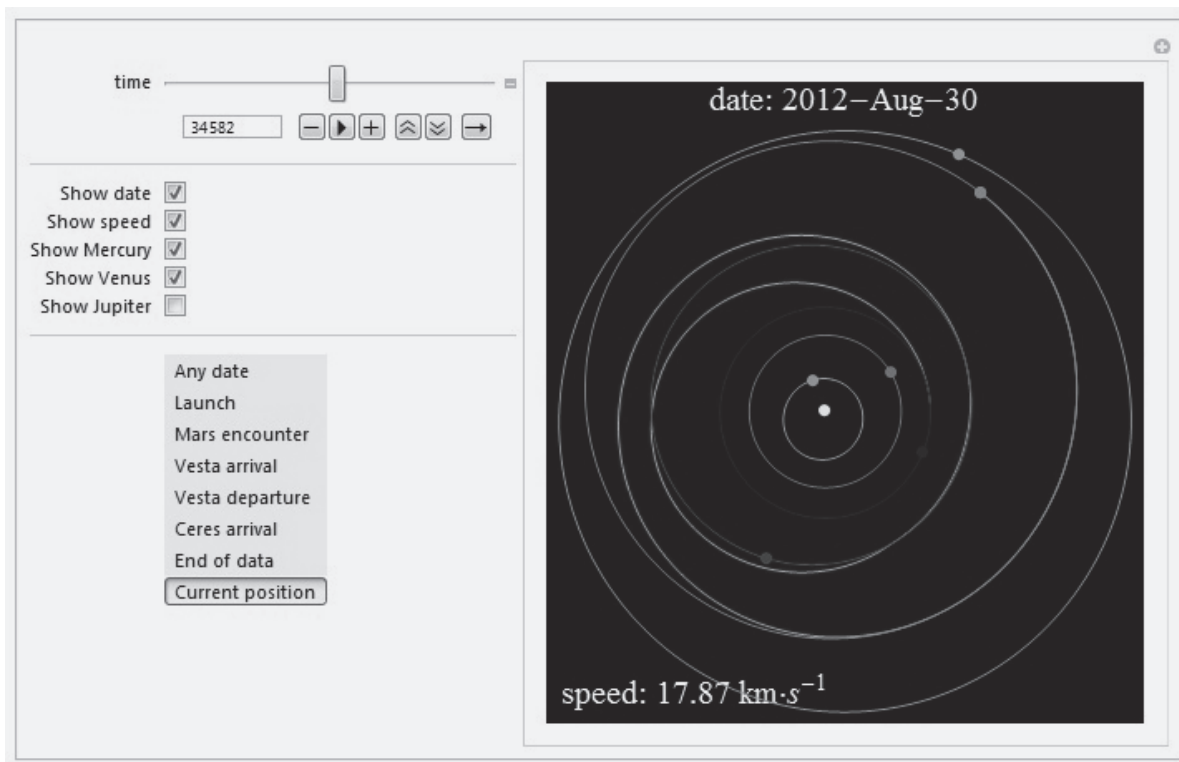 time
34582
Show date
Show speed
Show Mercury
Show Venus
Show Jupiter
Any date
Launch
Mars encounter
Vesta arrival
Vesta departure
Ceres arrival
End of data
Current position
date: 2012−Aug−30
speed: 17.87 km·s⁻¹